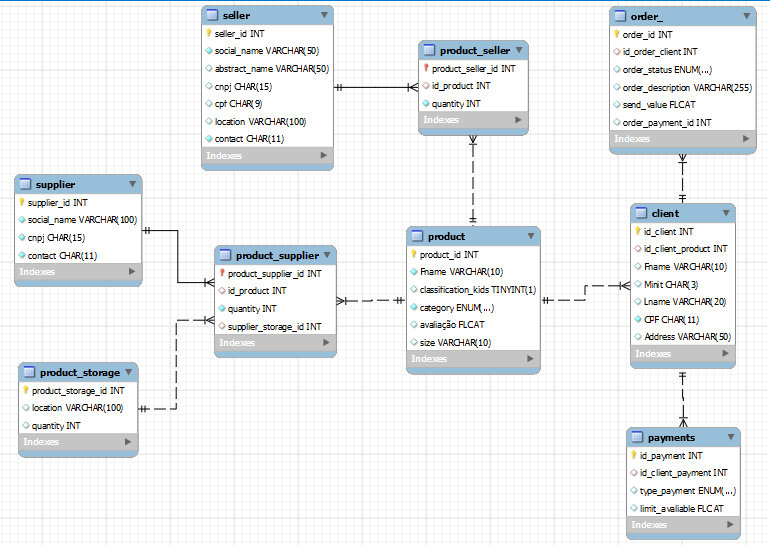 seller
seller_id INT
social_name VARCHAR(50)
abstract_name VARCHAR(50)
cnpj CHAR(15)
cpf CHAR(9)
location VARCHAR(100)
contact CHAR(11)
Indexes
product_seller
product_seller_id INT
id_product INT
quantity INT
Indexes
order_
order_id INT
id_order_client INT
order_status ENUM(...)
order_description VARCHAR(255)
send_value FLCAT
order_payment_id INT
Indexes
supplier
supplier_id INT
social_name VARCHAR(100)
cnpj CHAR(15)
contact CHAR(11)
Indexes
product_supplier
product_supplier_id INT
id_product INT
quantity INT
supplier_storage_id INT
Indexes
product
product_id INT
Fname VARCHAR(10)
classification_kids TINYINT(1)
category ENUM(...)
avaliação FLCAT
size VARCHAR(10)
Indexes
client
id_client INT
id_client_product INT
Fname VARCHAR(10)
Minit CHAR(3)
Lname VARCHAR(20)
CPF CHAR(11)
Address VARCHAR(50)
Indexes
product_storage
product_storage_id INT
location VARCHAR(100)
quantity INT
Indexes
payments
id_payment INT
id_client_payment INT
type_payment ENUM(...)
limit_avaliable FLCAT
Indexes